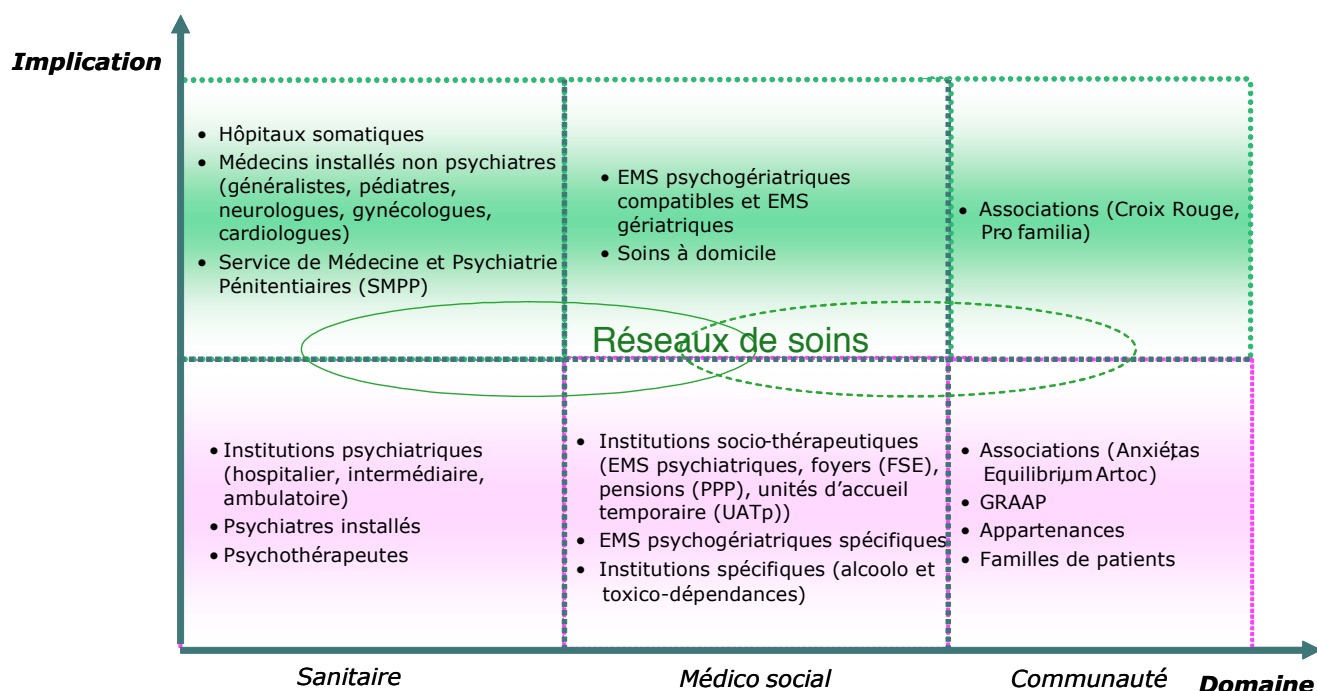 Implication
• Hôpitaux somatiques
• Médecins installés non psychiatres
(généralistes, pédiatres,
neurologues, gynécologues,
cardiologues)
• Service de Médecine et Psychiatrie
Pénitentiaires (SMPP)
• EMS psychogériatriques
compatibles et EMS
gériatriques
• Soins à domicile
• Associations (Croix Rouge,
Pro familia)
Réseaux de soins
• Institutions psychiatriques
(hospitalier, intermédiaire,
ambulatoire)
• Psychiatres installés
• Psychothérapeutes
• Institutions socio-thérapeutiques
(EMS psychiatriques, foyers (FSE),
pensions (PPP), unités d'accueil
temporaire (UATp))
• EMS psychogériatriques spécifiques
• Institutions spécifiques (alcoolo et
toxico-dépendances)
• Associations (Anxiétas,
Equilibrium, Artoc)
• GRAAP
• Appartenances
• Familles de patients
Sanitaire
Médico social
Communauté
Domaine